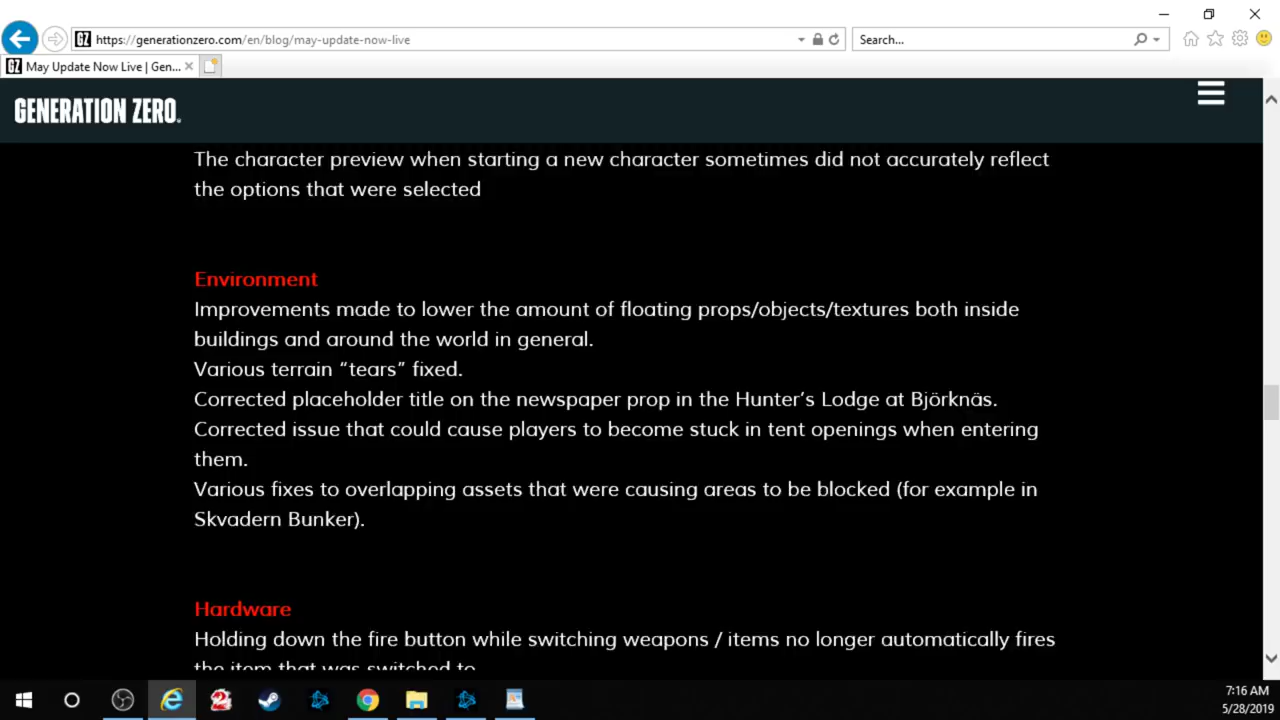 https://generationzero.com/en/blog/may-update-now-live
Search...
May Update Now Live | Gen...
GENERATION ZERO
The character preview when starting a new character sometimes did not accurately reflect
the options that were selected
Environment
Improvements made to lower the amount of floating props/objects/textures both inside
buildings and around the world in general.
Various terrain “tears” fixed.
Corrected placeholder title on the newspaper prop in the Hunter’s Lodge at Björknäs.
Corrected issue that could cause players to become stuck in tent openings when entering
them.
Various fixes to overlapping assets that were causing areas to be blocked (for example in
Skvadern Bunker).
Hardware
Holding down the fire button while switching weapons / items no longer automatically fires
the item that was switched to
7:16 AM
5/28/2019